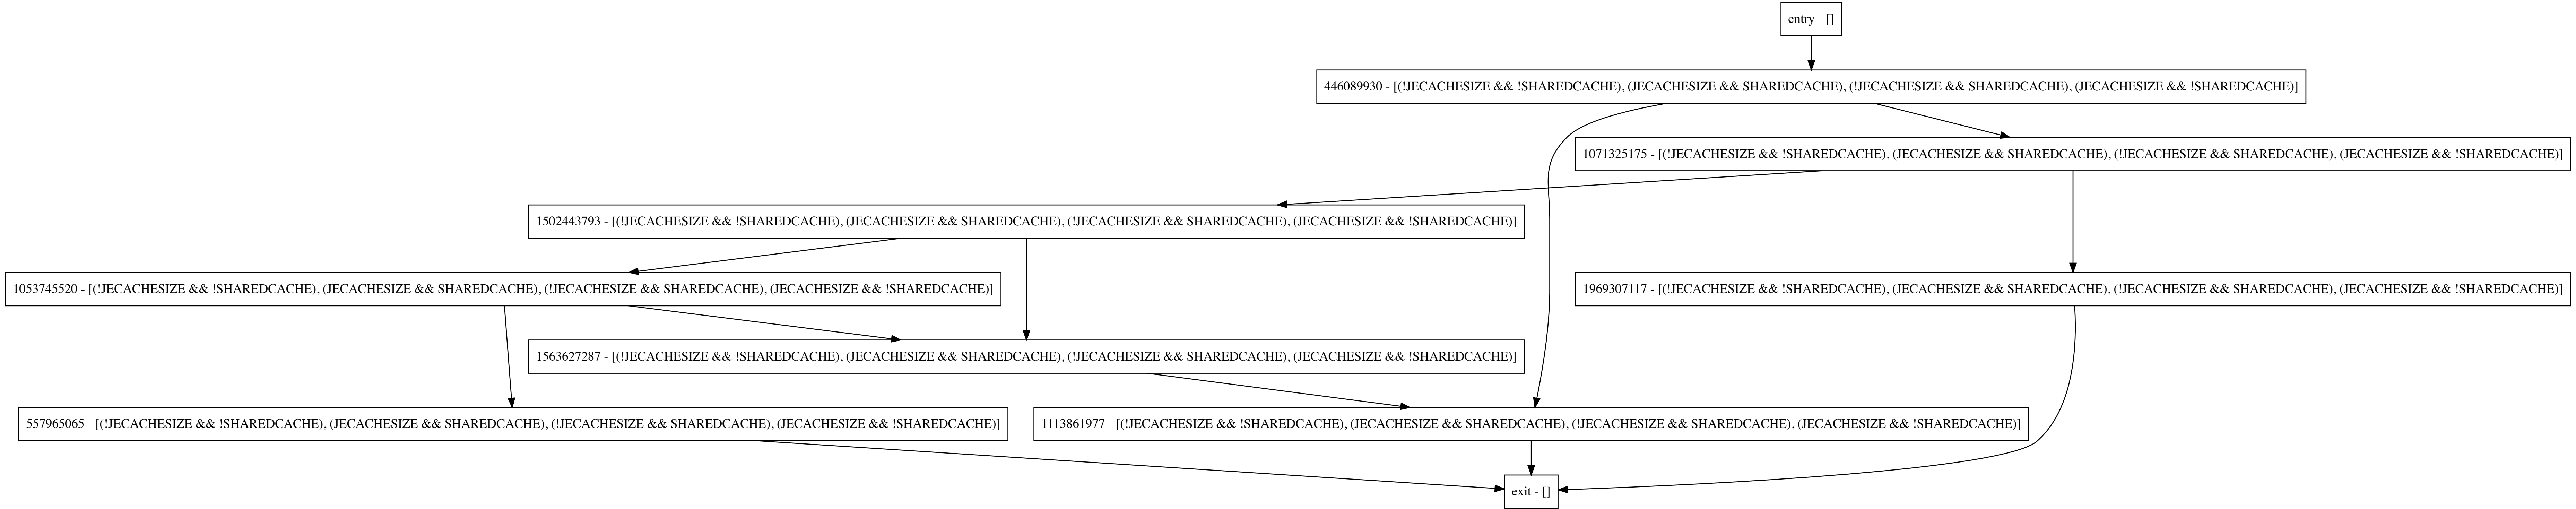 entry - []
446089930 - [(!JECACHESIZE && !SHAREDCACHE), (JECACHESIZE && SHAREDCACHE), (!JECACHESIZE && SHAREDCACHE), (JECACHESIZE && !SHAREDCACHE)]
1071325175 - [(!JECACHESIZE && !SHAREDCACHE), (JECACHESIZE && SHAREDCACHE), (!JECACHESIZE && SHAREDCACHE), (JECACHESIZE && !SHAREDCACHE)]
1502443793 - [(!JECACHESIZE && !SHAREDCACHE), (JECACHESIZE && SHAREDCACHE), (!JECACHESIZE && SHAREDCACHE), (JECACHESIZE && !SHAREDCACHE)]
1053745520 - [(!JECACHESIZE && !SHAREDCACHE), (JECACHESIZE && SHAREDCACHE), (!JECACHESIZE && SHAREDCACHE), (JECACHESIZE && !SHAREDCACHE)]
1969307117 - [(!JECACHESIZE && !SHAREDCACHE), (JECACHESIZE && SHAREDCACHE), (!JECACHESIZE && SHAREDCACHE), (JECACHESIZE && !SHAREDCACHE)]
1563627287 - [(!JECACHESIZE && !SHAREDCACHE), (JECACHESIZE && SHAREDCACHE), (!JECACHESIZE && SHAREDCACHE), (JECACHESIZE && !SHAREDCACHE)]
557965065 - [(!JECACHESIZE && !SHAREDCACHE), (JECACHESIZE && SHAREDCACHE), (!JECACHESIZE && SHAREDCACHE), (JECACHESIZE && !SHAREDCACHE)]
1113861977 - [(!JECACHESIZE && !SHAREDCACHE), (JECACHESIZE && SHAREDCACHE), (!JECACHESIZE && SHAREDCACHE), (JECACHESIZE && !SHAREDCACHE)]
exit - []